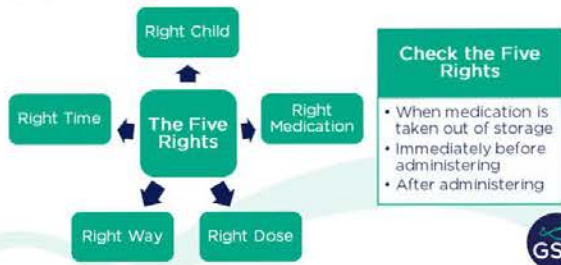 Right Child
Right Time
The Five
Rights
Right
Medication
Right Way
Right Dose
Check the Five
Rights
• When medication is
taken out of storage
• Immediately before
administering
• After administering
GS